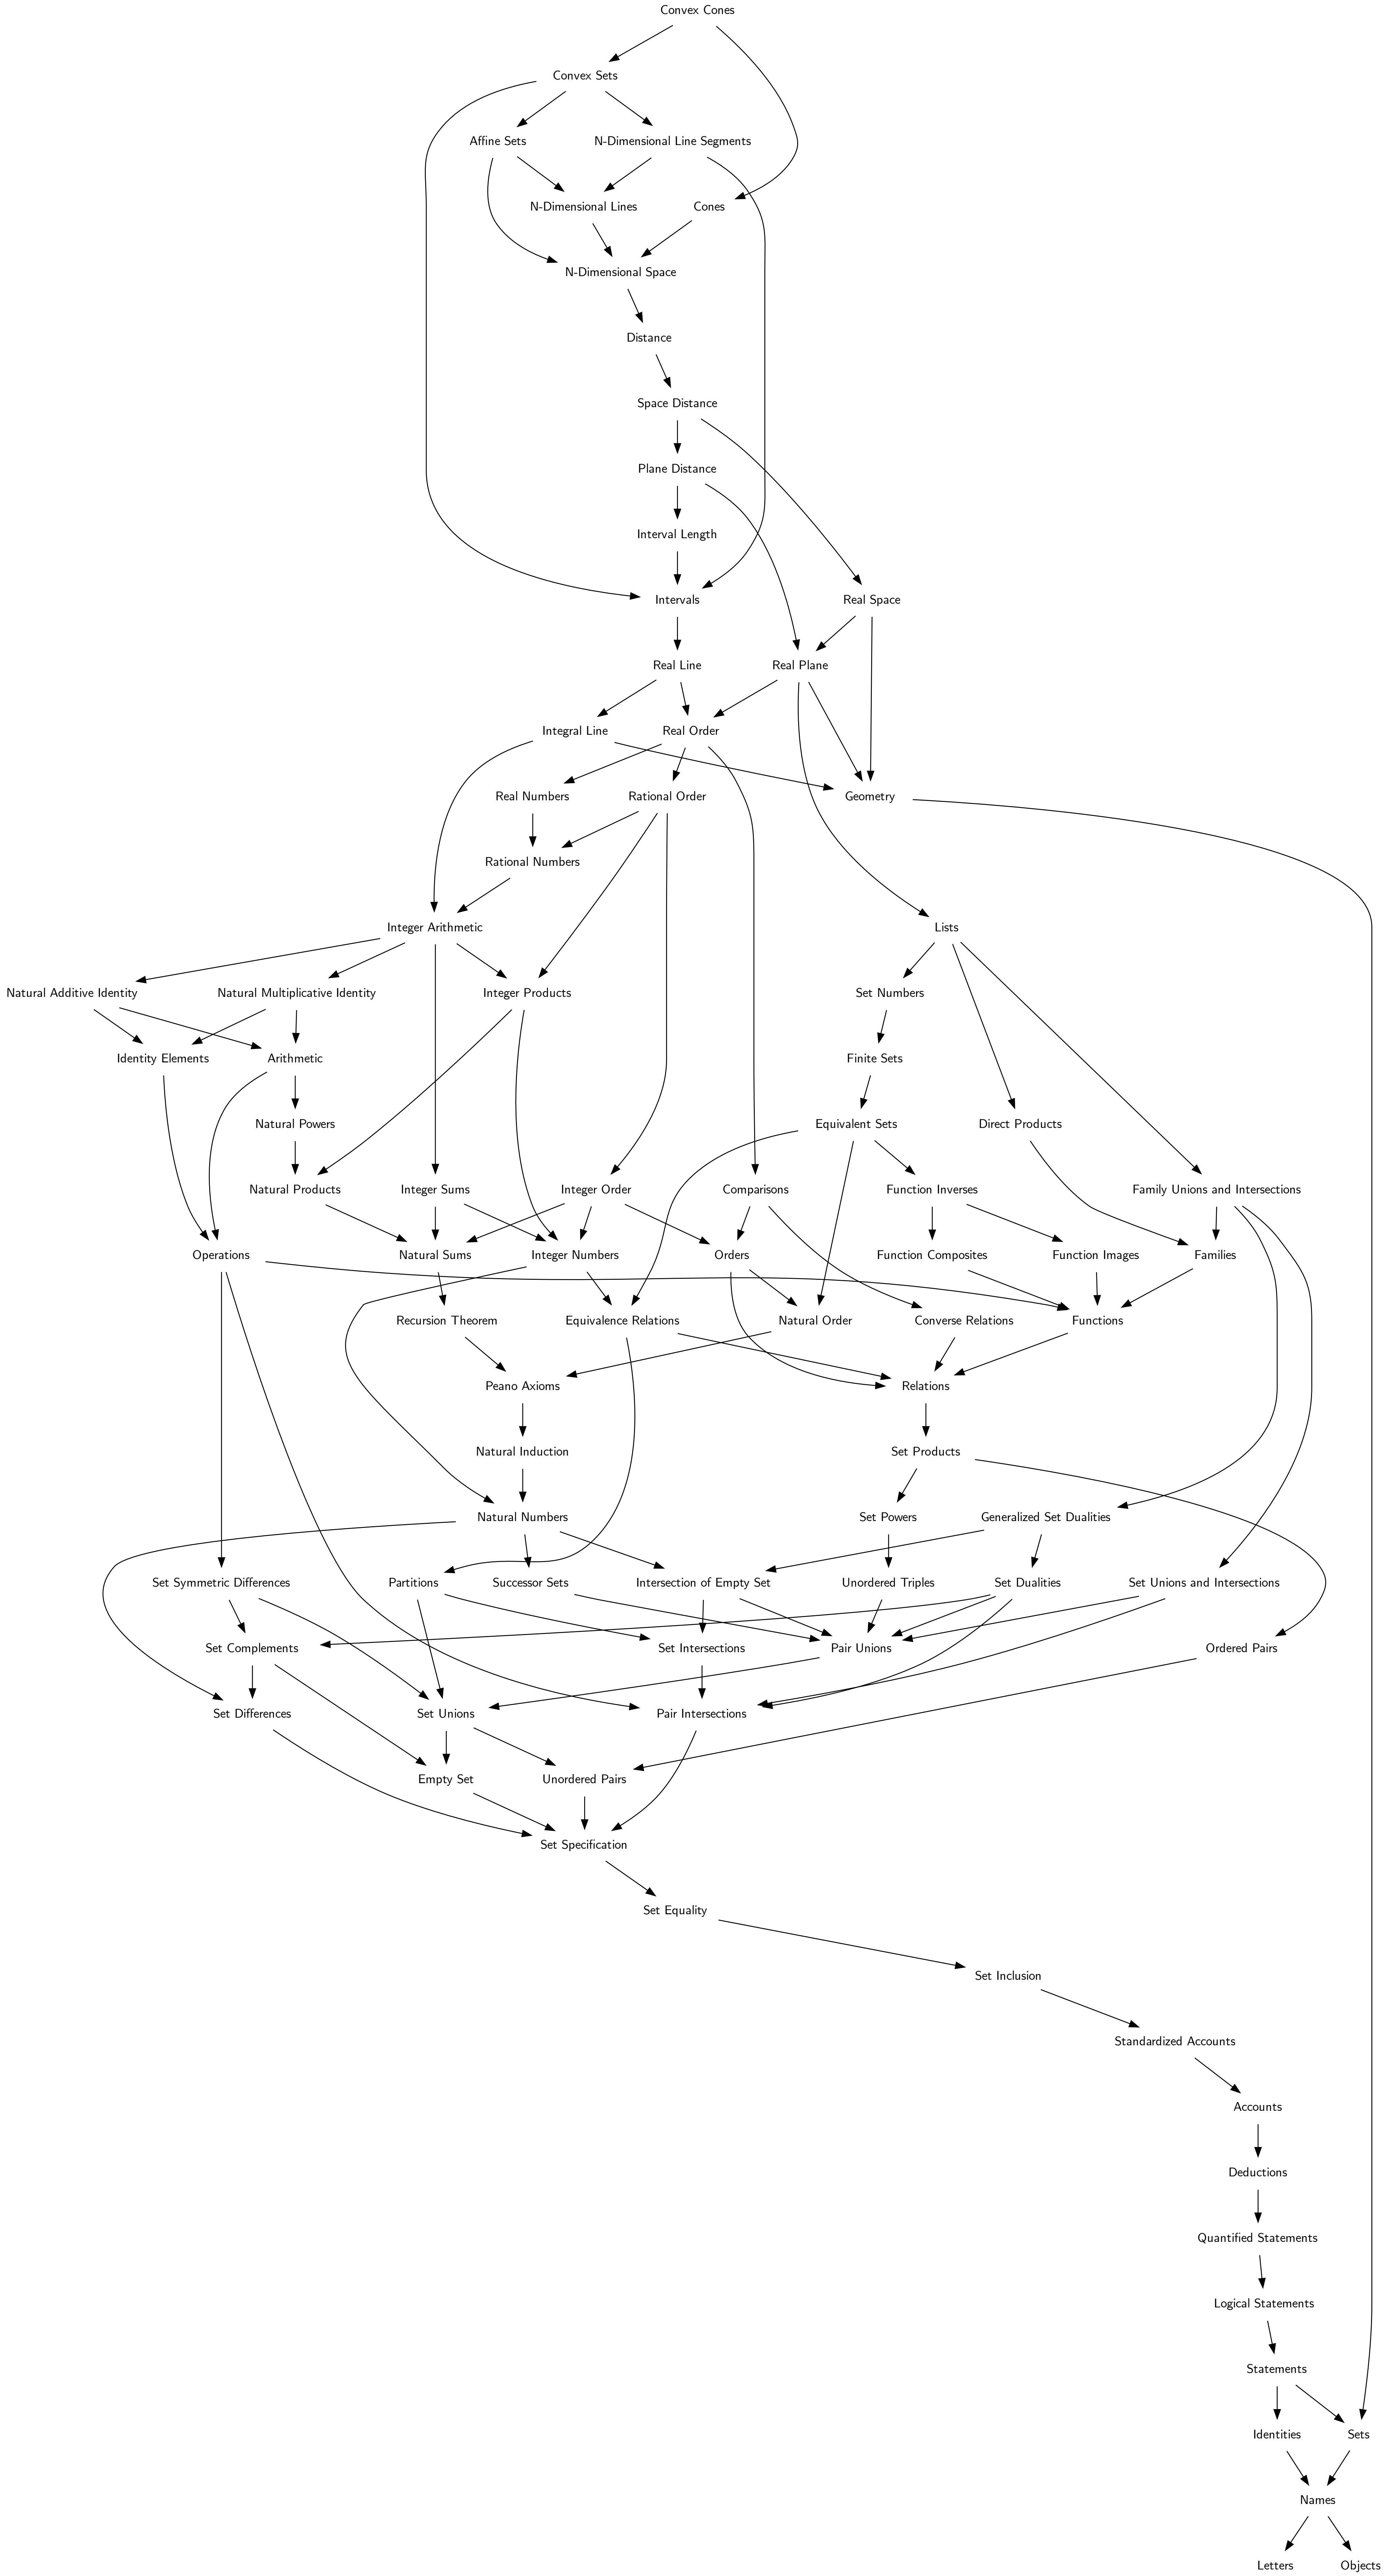 Convex Cones
Convex Sets
Affine Sets
N-Dimensional Line Segments
N-Dimensional Lines
Cones
N-Dimensional Space
Distance
Space Distance
Plane Distance
Interval Length
Intervals
Real Space
Real Line
Real Plane
Integral Line
Real Order
Real Numbers
Rational Order
Geometry
Rational Numbers
Integer Arithmetic
Lists
Natural Additive Identity
Natural Multiplicative Identity
Integer Products
Set Numbers
Identity Elements
Arithmetic
Finite Sets
Natural Powers
Equivalent Sets
Direct Products
Natural Products
Integer Sums
Integer Order
Comparisons
Function Inverses
Family Unions and Intersections
Operations
Natural Sums
Integer Numbers
Orders
Function Composites
Function Images
Families
Recursion Theorem
Equivalence Relations
Natural Order
Converse Relations
Functions
Peano Axioms
Relations
Natural Induction
Set Products
Natural Numbers
Set Powers
Generalized Set Dualities
Set Symmetric Differences
Partitions
Successor Sets
Intersection of Empty Set
Unordered Triples
Set Dualities
Set Unions and Intersections
Set Complements
Set Intersections
Pair Unions
Ordered Pairs
Set Differences
Set Unions
Pair Intersections
Empty Set
Unordered Pairs
Set Specification
Set Equality
Set Inclusion
Standardized Accounts
Accounts
Deductions
Quantified Statements
Logical Statements
Statements
Identities
Sets
Names
Letters
Objects